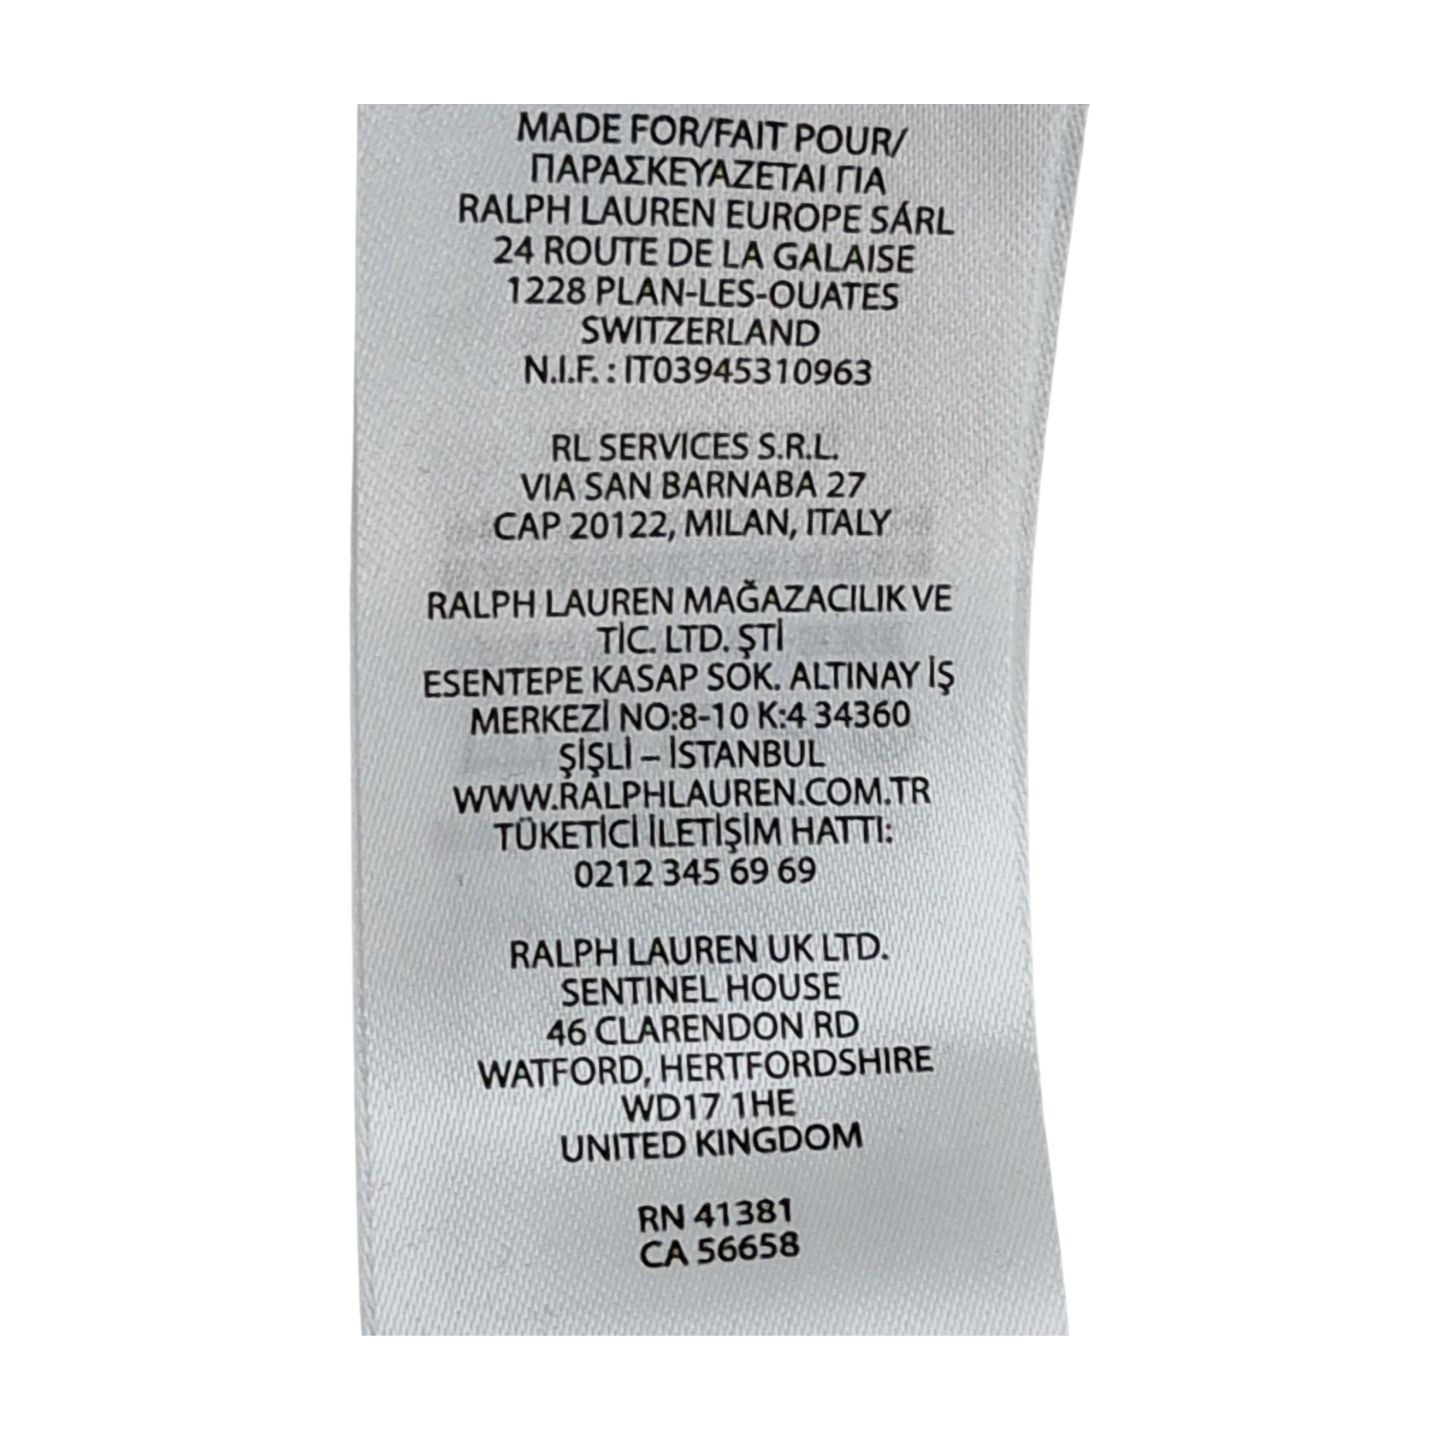 MADE FOR/FAIT POUR/
ΠΑΡΑΣΚΕΥΑΖΕΤΑΙ ΓΙΑ
RALPH LAUREN EUROPE SÁRL
24 ROUTE DE LA GALAISE
1228 PLAN-LES-OUATES
SWITZERLAND
N.I.F. : IT03945310963
RL SERVICES S.R.L.
VIA SAN BARNABA 27
CAP 20122, MILAN, ITALY
RALPH LAUREN MAĞAZACILIK VE
TİC. LTD. ŞTİ
ESENTEPE KASAP SOK. ALTINAY İŞ
MERKEZİ NO:8-10 K:4 34360
ŞİŞLİ – İSTANBUL
WWW.RALPHLAUREN.COM.TR
TÜKETİCİ İLETİŞİM HATTI:
0212 345 69 69
RALPH LAUREN UK LTD.
SENTINEL HOUSE
46 CLARENDON RD
WATFORD, HERTFORDSHIRE
WD17 1HE
UNITED KINGDOM
RN 41381
CA 56658